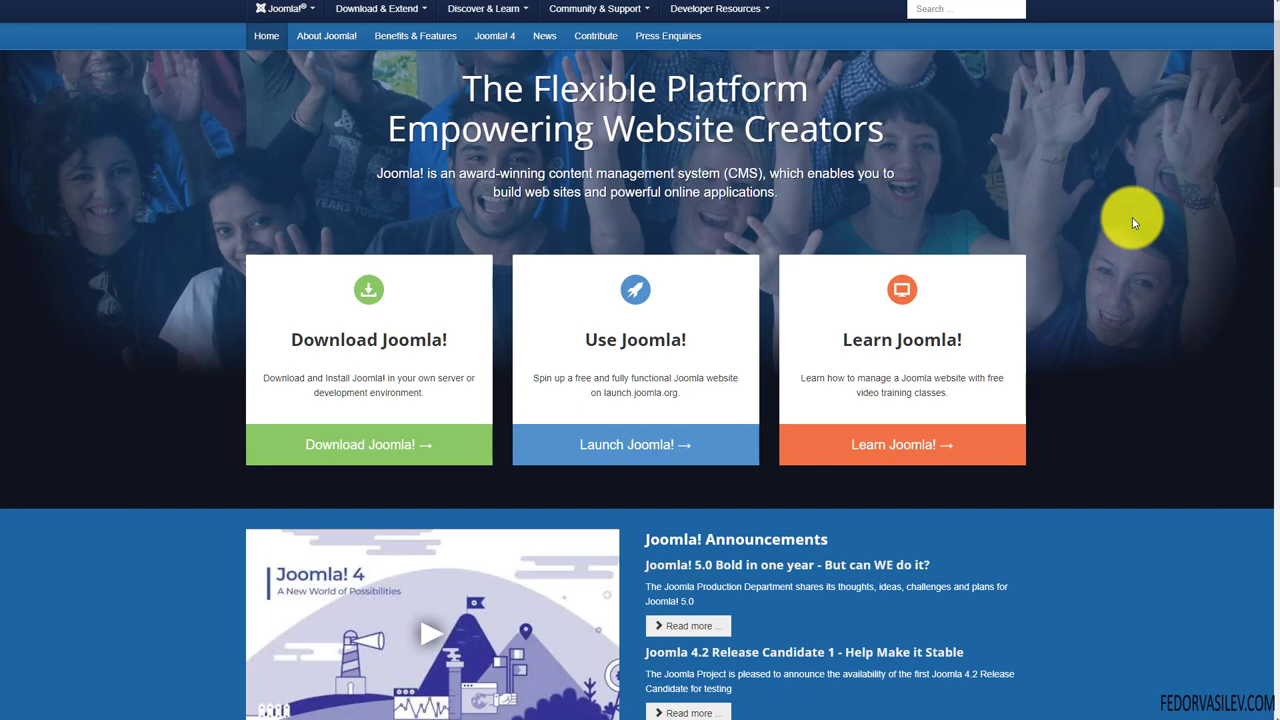 Joomla!® Download & Extend Discover & Learn Community & Support Developer Resources Search ...
Home About Joomla! Benefits & Features Joomla! 4 News Contribute Press Enquiries
The Flexible Platform
Empowering Website Creators
Joomla! is an award-winning content management system (CMS), which enables you to
build web sites and powerful online applications.
Download Joomla!
Download and Install Joomla! in your own server or
development environment.
Download Joomla! →
Use Joomla!
Spin up a free and fully functional Joomla website
on launch.joomla.org.
Launch Joomla! →
Learn Joomla!
Learn how to manage a Joomla website with free
video training classes.
Learn Joomla! →
Joomla! 4
A New World of Possibilities
Joomla! Announcements
Joomla! 5.0 Bold in one year - But can WE do it?
The Joomla Production Department shares its thoughts, ideas, challenges and plans for
Joomla! 5.0
Read more ...
Joomla 4.2 Release Candidate 1 - Help Make it Stable
The Joomla Project is pleased to announce the availability of the first Joomla 4.2 Release
Candidate for testing
Read more ...
FEDORVASILEV.COM